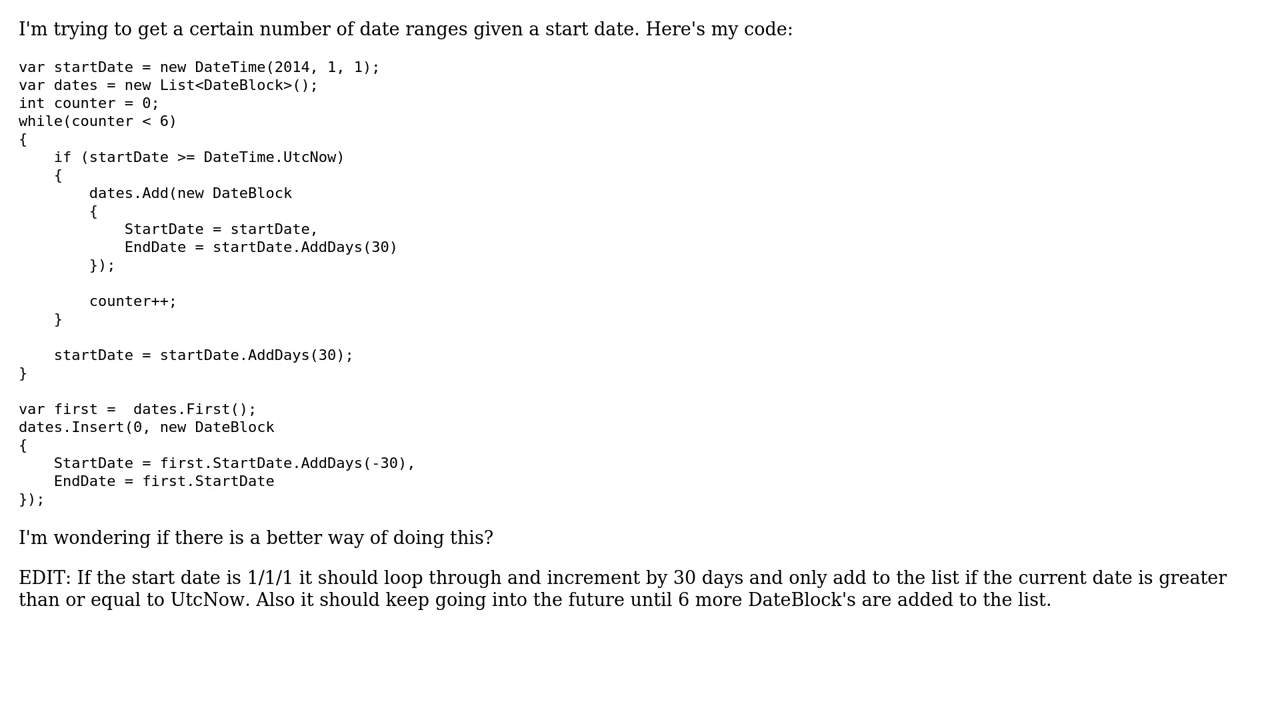 I'm trying to get a certain number of date ranges given a start date. Here's my code:
var startDate = new DateTime(2014, 1, 1);
var dates = new List<DateBlock>();
int counter = 0;
while(counter < 6)
{
    if (startDate >= DateTime.UtcNow)
    {
        dates.Add(new DateBlock
        {
            StartDate = startDate,
            EndDate = startDate.AddDays(30)
        });

        counter++;
    }

    startDate = startDate.AddDays(30);
}

var first =  dates.First();
dates.Insert(0, new DateBlock
{
    StartDate = first.StartDate.AddDays(-30),
    EndDate = first.StartDate
});
I'm wondering if there is a better way of doing this?
EDIT: If the start date is 1/1/1 it should loop through and increment by 30 days and only add to the list if the current date is greater
than or equal to UtcNow. Also it should keep going into the future until 6 more DateBlock's are added to the list.